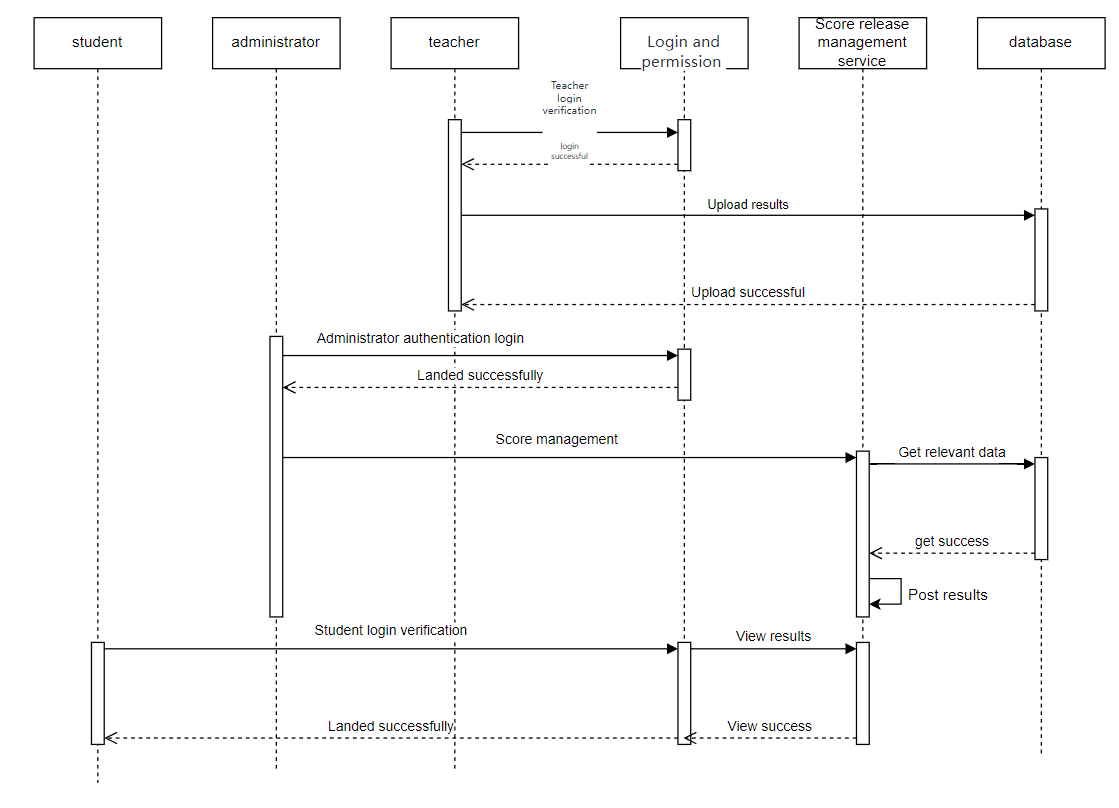 student
administrator
teacher
Login and
permission
Score release
management
service
database
Teacher
login
verification
login
successful
Upload results
Upload successful
Administrator authentication login
Landed successfully
Score management
Get relevant data
get success
Post results
Student login verification
View results
Landed successfully
View success